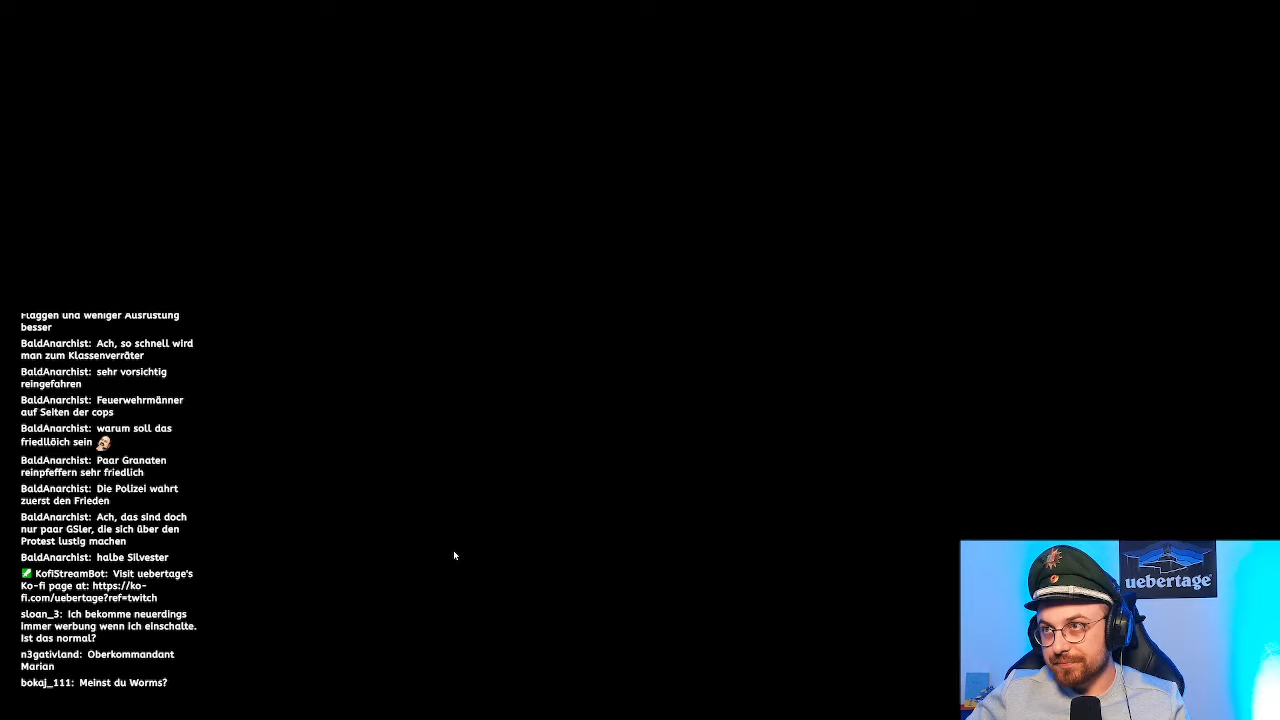 Flaggen und weniger Ausrüstung
besser
BaldAnarchist: Ach, so schnell wird
man zum Klassenverräter
BaldAnarchist: sehr vorsichtig
reingefahren
BaldAnarchist: Feuerwehrmänner
auf Seiten der cops
BaldAnarchist: warum soll das
friedllöich sein
BaldAnarchist: Paar Granaten
reinpfeffern sehr friedlich
BaldAnarchist: Die Polizei wahrt
zuerst den Frieden
BaldAnarchist: Ach, das sind doch
nur paar GSler, die sich über den
Protest lustig machen
BaldAnarchist: halbe Silvester
KofiStreamBot: Visit uebertage's
Ko-fi page at: https://ko-
fi.com/uebertage?ref=twitch
sloan_3: Ich bekomme neuerdings
immer werbung wenn ich einschalte.
Ist das normal?
n3gativland: Oberkommandant
Marian
bokaj_111: Meinst du Worms?
uebertage